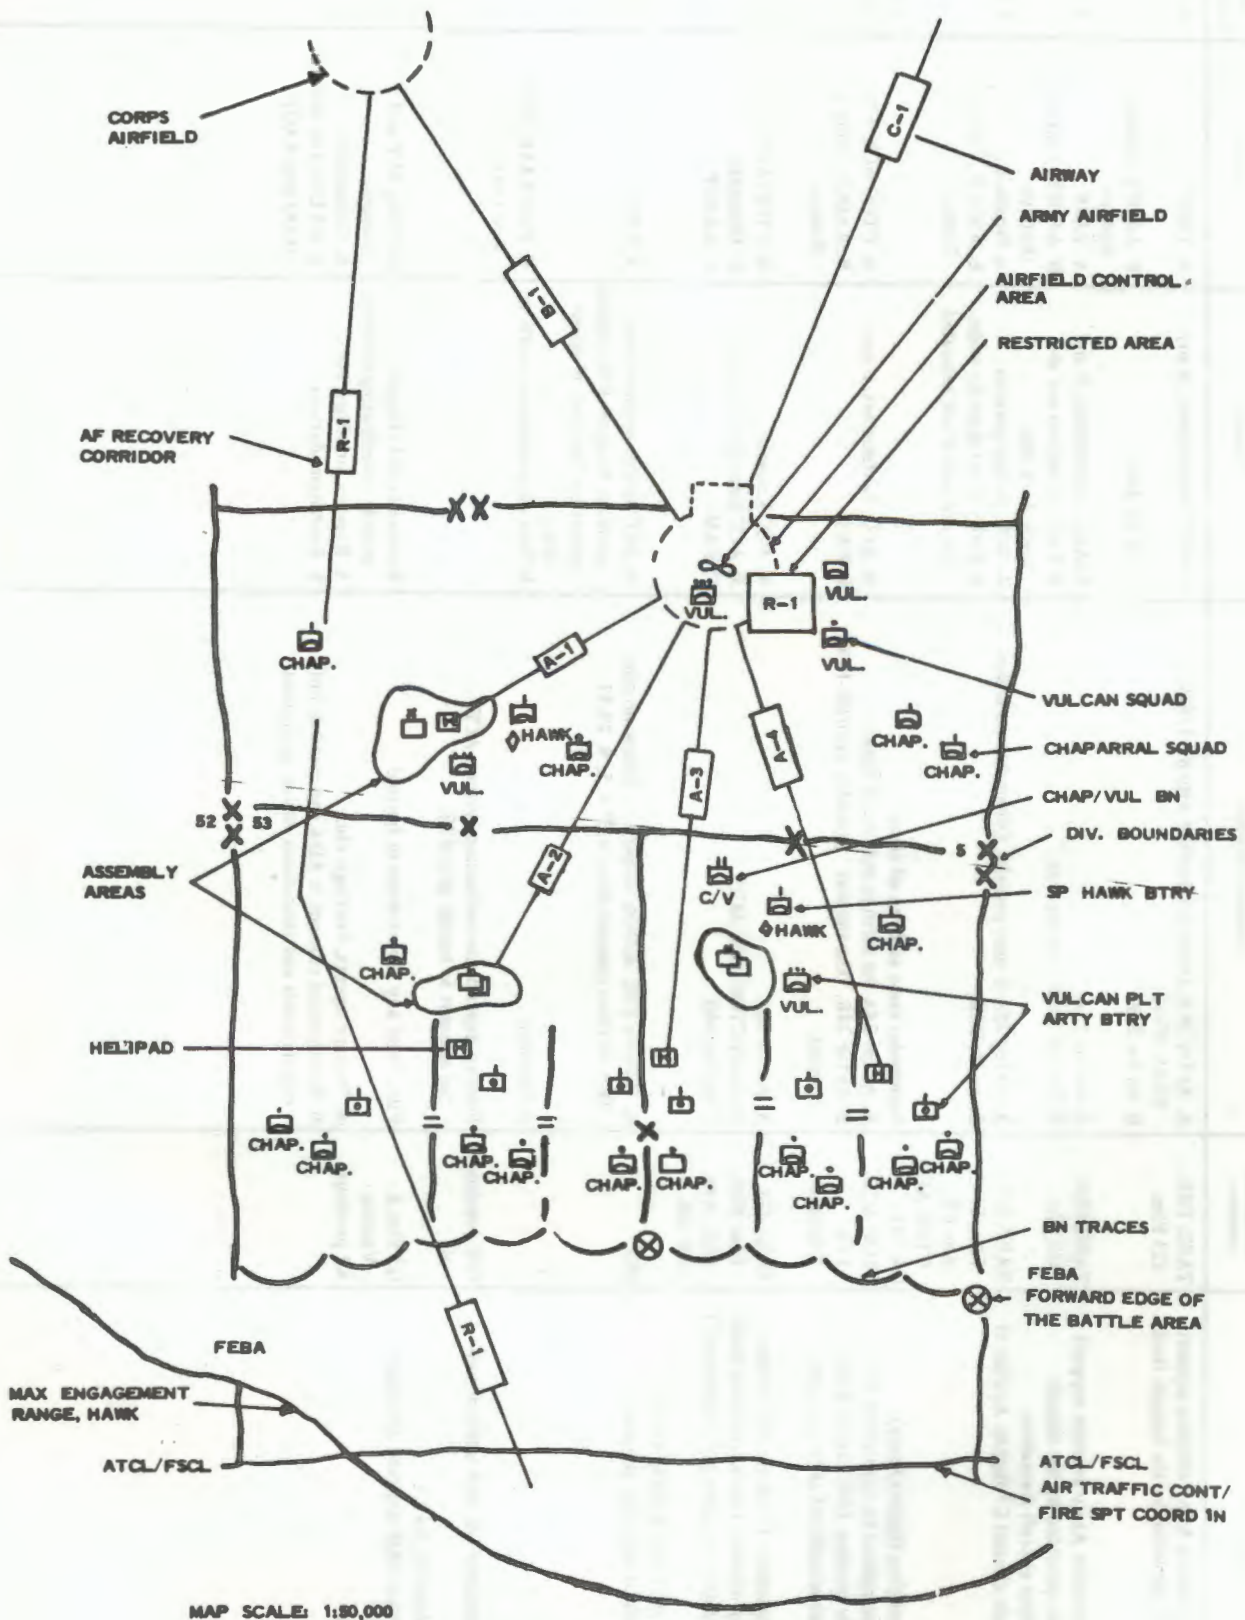 CORPS
AIRFIELD
C-1
AIRWAY
ARMY AIRFIELD
B-1
AIRFIELD CONTROL
AREA
RESTRICTED AREA
AF RECOVERY
CORRIDOR
R-1
VUL.
R-1
VUL.
VUL.
CHAP.
A-1
VULCAN SQUAD
HAWK
CHAP.
VUL.
A-3
A-4
CHAP.
CHAP.
CHAPARRAL SQUAD
CHAP/VUL BN
52 53
5
DIV. BOUNDARIES
ASSEMBLY
AREAS
A-2
C/V
SP HAWK BTRY
HAWK
CHAP.
CHAP.
VUL.
VULCAN PLT
ARTY BTRY
HELIPAD
H
H
H
H
CHAP.
CHAP.
CHAP.
CHAP.
CHAP.
CHAP.
CHAP.
CHAP.
CHAP.
CHAP.
BN TRACES
FEBA
FORWARD EDGE OF
THE BATTLE AREA
R-1
FEBA
MAX ENGAGEMENT
RANGE, HAWK
ATCL/FSCL
ATCL/FSCL
AIR TRAFFIC CONT/
FIRE SPT COORD 1N
MAP SCALE: 1:50,000